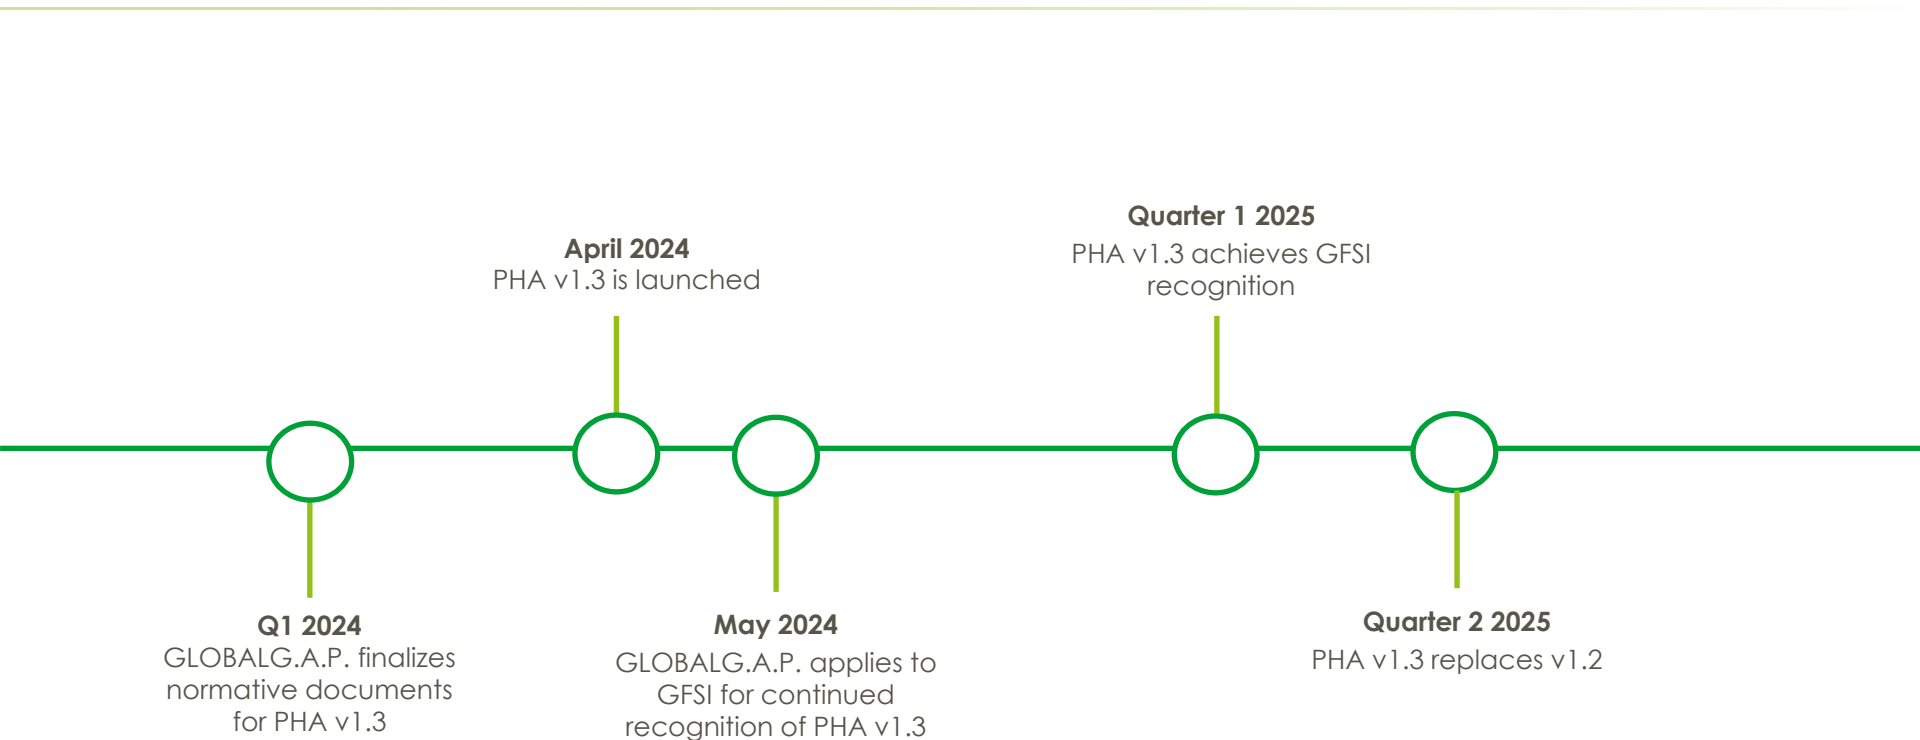 Quarter 1 2025
PHA v1.3 achieves GFSI
recognition
April 2024
PHA v1.3 is launched
Q1 2024
GLOBALG.A.P. finalizes
normative documents
for PHA v1.3
May 2024
GLOBALG.A.P. applies to
GFSI for continued
recognition of PHA v1.3
Quarter 2 2025
PHA v1.3 replaces v1.2